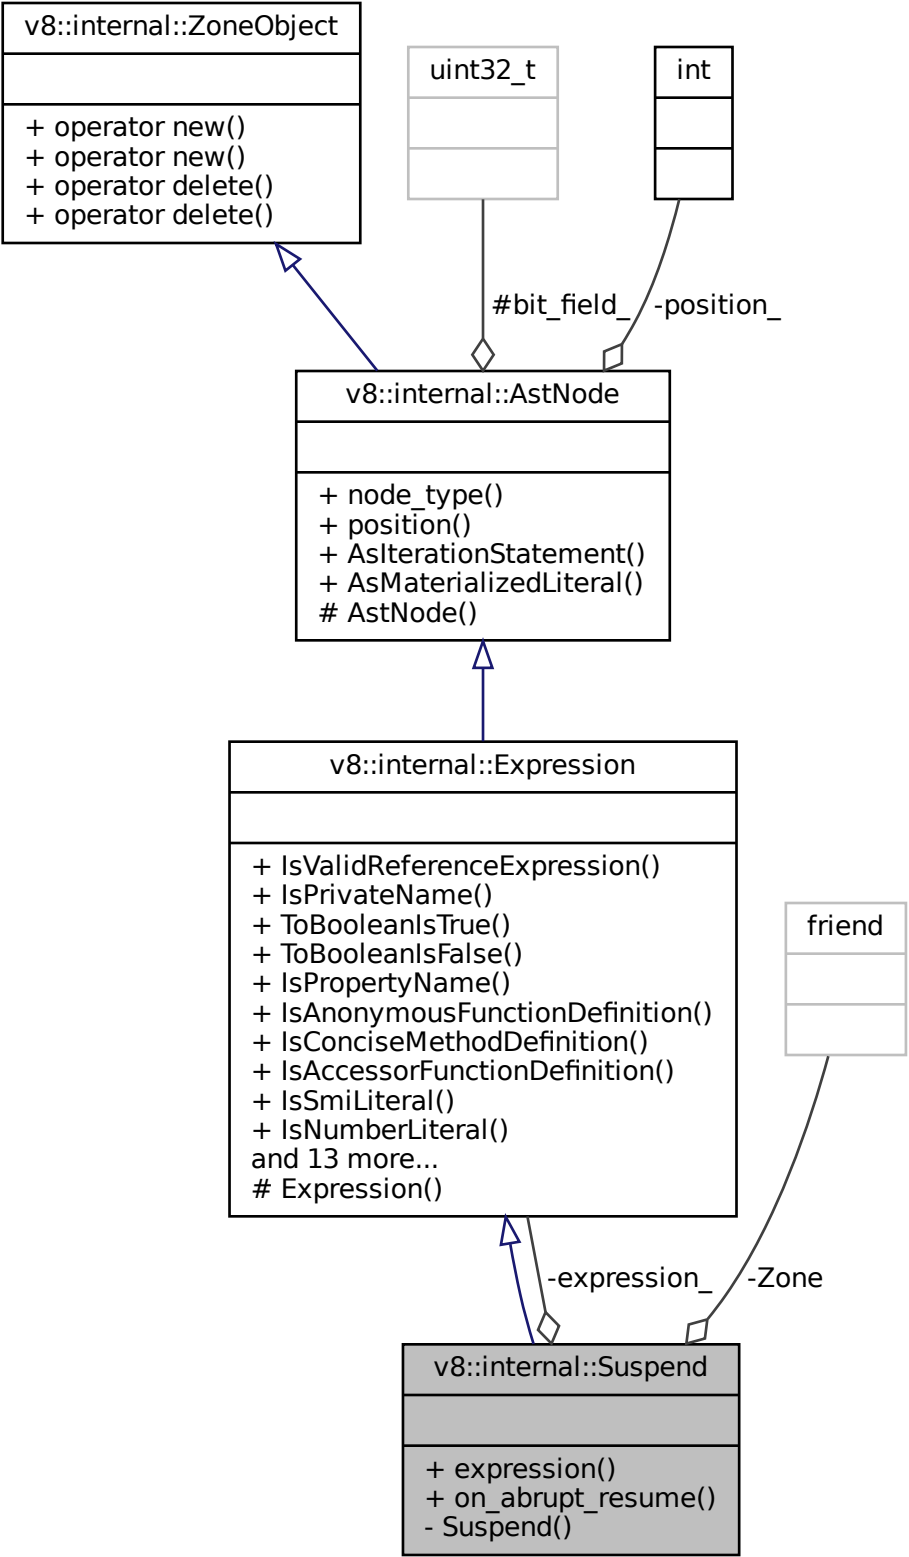 v8::internal::ZoneObject
+ operator new()
+ operator new()
+ operator delete()
+ operator delete()
uint32_t
int
#bit_field_
-position_
v8::internal::AstNode
+ node_type()
+ position()
+ AsIterationStatement()
+ AsMaterializedLiteral()
# AstNode()
v8::internal::Expression
+ IsValidReferenceExpression()
+ IsPrivateName()
+ ToBooleanIsTrue()
+ ToBooleanIsFalse()
+ IsPropertyName()
+ IsAnonymousFunctionDefinition()
+ IsConciseMethodDefinition()
+ IsAccessorFunctionDefinition()
+ IsSmiLiteral()
+ IsNumberLiteral()
and 13 more...
# Expression()
friend
-expression_
-Zone
v8::internal::Suspend
+ expression()
+ on_abrupt_resume()
- Suspend()